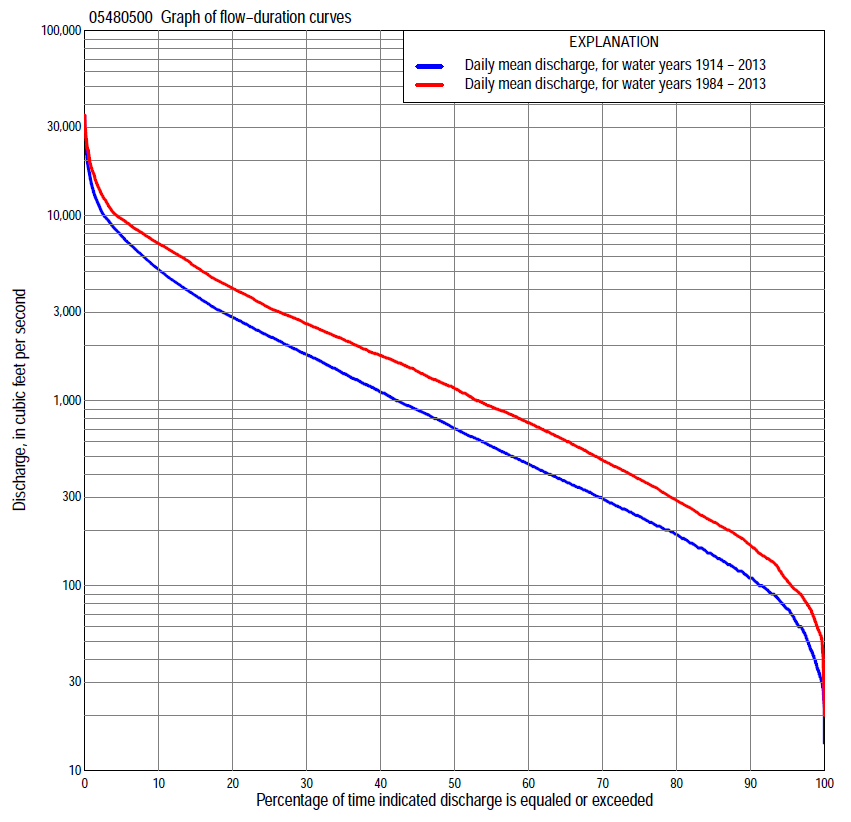 05480500 Graph of flow-duration curves
100,000
EXPLANATION
Daily mean discharge, for water years 1914 - 2013
Daily mean discharge, for water years 1984 - 2013
30,000
10,000
3,000
1,000
300
100
30
10
Discharge, in cubic feet per second
0 10 20 30 40 50 60 70 80 90 100
Percentage of time indicated discharge is equaled or exceeded